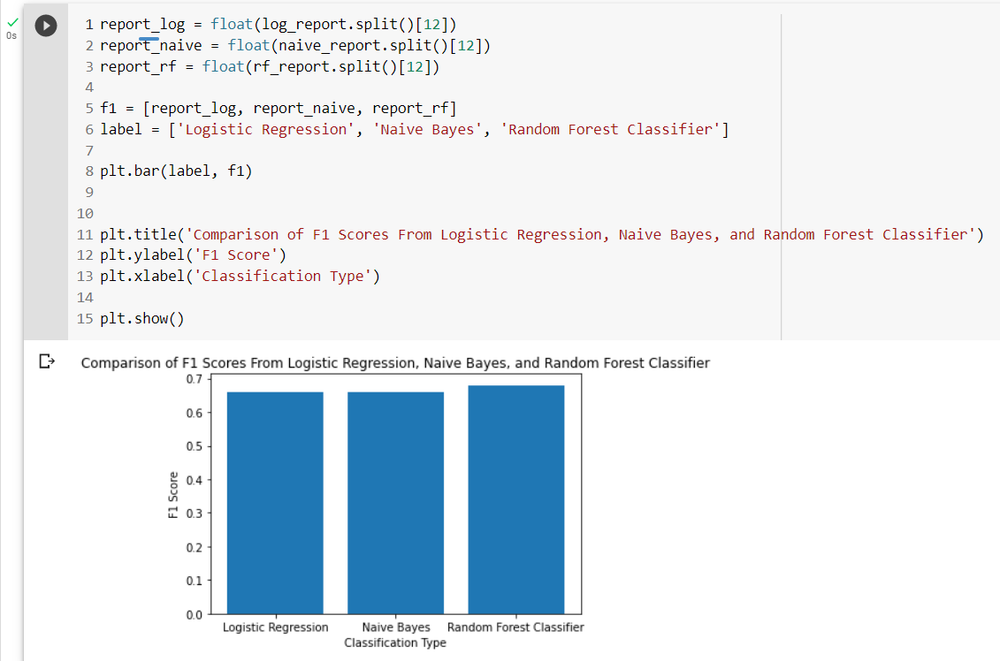 1 report_log = float(log_report.split()[12])
0s
2 report_naive = float(naive_report.split()[12])
3 report_rf = float(rf_report.split()[12])
4
5 f1 = [report_log, report_naive, report_rf]
6 label = ['Logistic Regression', 'Naive Bayes', 'Random Forest Classifier']
7
8 plt.bar(label, f1)
9
10
11 plt.title('Comparison of F1 Scores From Logistic Regression, Naive Bayes, and Random Forest Classifier')
12 plt.ylabel('F1 Score')
13 plt.xlabel('Classification Type')
14
15 plt.show()
Comparison of F1 Scores From Logistic Regression, Naive Bayes, and Random Forest Classifier
0.7
0.6
0.5
0.4
0.3
0.2
0.1
0.0
F1 Score
Logistic Regression
Naive Bayes
Random Forest Classifier
Classification Type